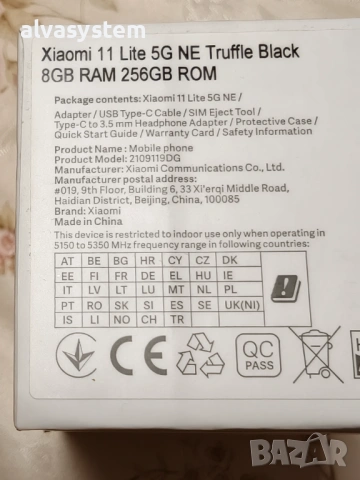 alvasystem
Xiaomi 11 Lite 5G NE Truffle Black
8GB RAM 256GB ROM
Package contents: Xiaomi 11 Lite 5G NE /
Adapter / USB Type-C Cable / SIM Eject Tool /
Type-C to 3.5 mm Headphone Adapter / Protective Case /
Quick Start Guide / Warranty Card / Safety Information
Product Name: Mobile phone
Model: 2109119DG
Manufacturer: Xiaomi Communications Co., Ltd.
Manufacturer postal address:
#019, 9th Floor, Building 6, 33 Xi'erqi Middle Road,
Haidian District, Beijing, China, 100085
Brand: Xiaomi
Made in China
This device is restricted to indoor use only when operating in
5150 to 5350 MHz frequency range in following countries:
AT BE BG HR CY CZ DK
EE FI FR DE EL HU IE
IT LV LT LU MT NL PL
PT RO SK SI ES SE UK(NI)
IS LI NO CH TR
CE
QC
PASS
BAZAR